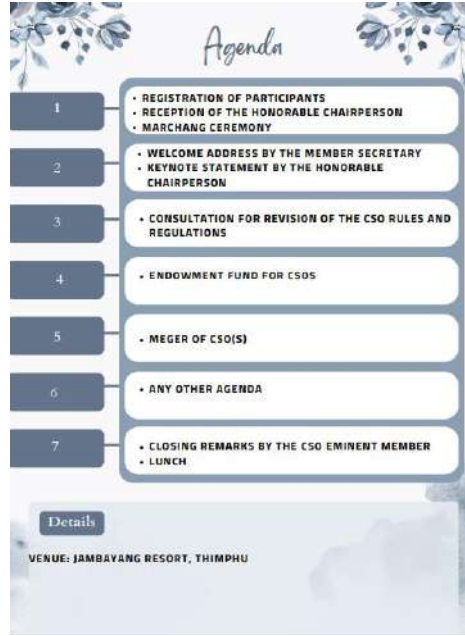 Agenda
1
• REGISTRATION OF PARTICIPANTS
• RECEPTION OF THE HONORABLE CHAIRPERSON
• MARCHANG CEREMONY
2
• WELCOME ADDRESS BY THE MEMBER SECRETARY
• KEYNOTE STATEMENT BY THE HONORABLE
CHAIRPERSON
3
• CONSULTATION FOR REVISION OF THE CSO RULES AND
REGULATIONS
4
• ENDOWMENT FUND FOR CSOS
5
• MEGER OF CSO(S)
6
• ANY OTHER AGENDA
7
• CLOSING REMARKS BY THE CSO EMINENT MEMBER
• LUNCH
Details
VENUE: JAMBAYANG RESORT, THIMPHU